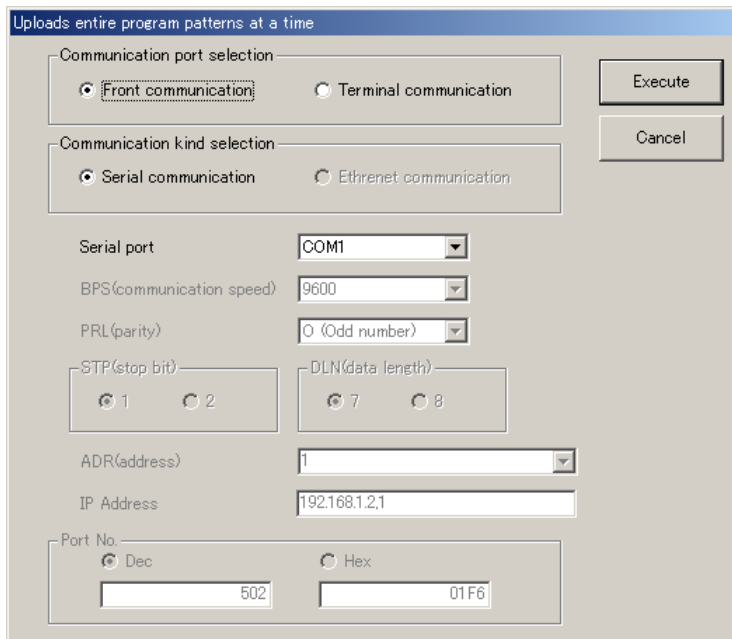 Uploads entire program patterns at a time
Communication port selection
Front communication Terminal communication
Execute
Communication kind selection
Cancel
Serial communication Ethrenet communication
Serial port COM1
BPS(communication speed) 9600
PRL(parity) O (Odd number)
STP(stop bit) DLN(data length)
1 2 7 8
ADR(address) 1
IP Address 192.168.1.2,1
Port No.
Dec Hex
502 01F6